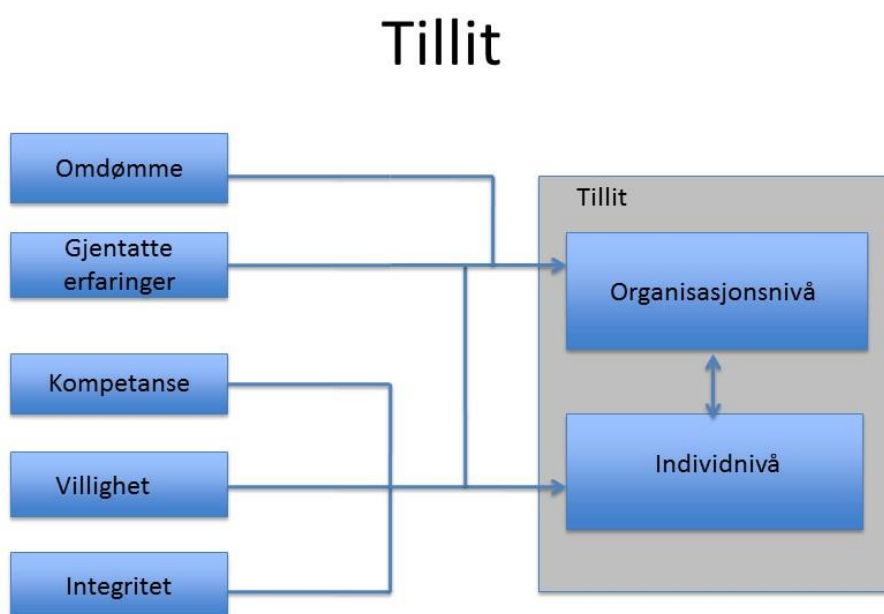 Tillit
Omdømme
Gjentatte
erfaringer
Kompetanse
Villighet
Integritet
Tillit
Organisasjonsnivå
Individnivå